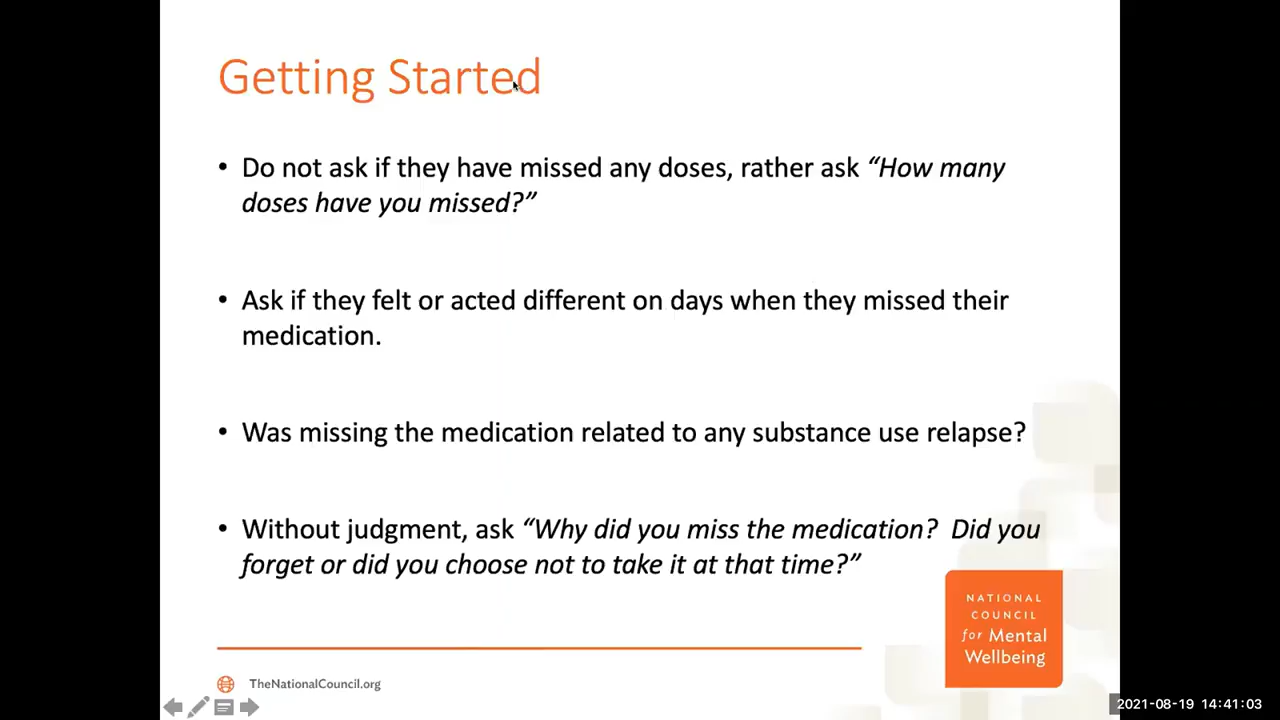 Getting Started
• Do not ask if they have missed any doses, rather ask “How many
doses have you missed?”
• Ask if they felt or acted different on days when they missed their
medication.
• Was missing the medication related to any substance use relapse?
• Without judgment, ask “Why did you miss the medication?  Did you
forget or did you choose not to take it at that time?”
NATIONAL
COUNCIL
for Mental
Wellbeing
TheNationalCouncil.org
2021-08-19 14:41:03